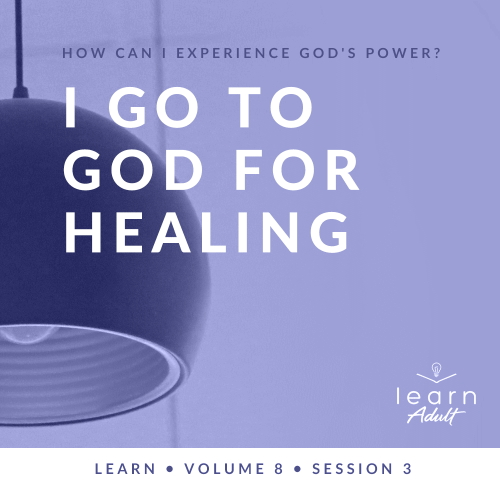 HOW CAN I EXPERIENCE GOD'S POWER?
I GO TO
GOD FOR
HEALING
learn
Adult
LEARN • VOLUME 8 • SESSION 3